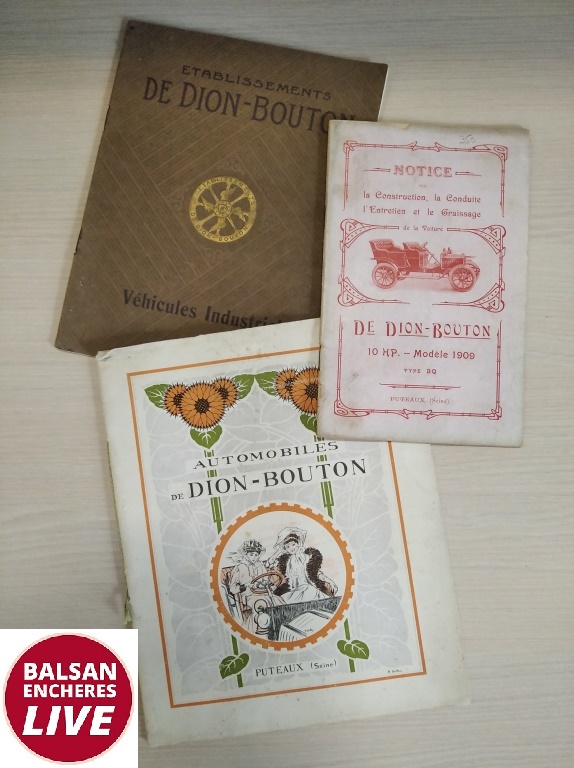 ETABLISSEMENTS
DE DION-BOUTON
Véhicules Industriels
NOTICE
la Construction, la Conduite
l'Entretien et le Graissage
de la Voiture
DE DION-BOUTON
10 HP. - Modèle 1909
TYPE BQ
PUTEAUX. (Seine)
AUTOMOBILES
DE DION-BOUTON
PUTEAUX (Seine)
BALSAN
ENCHERES
LIVE